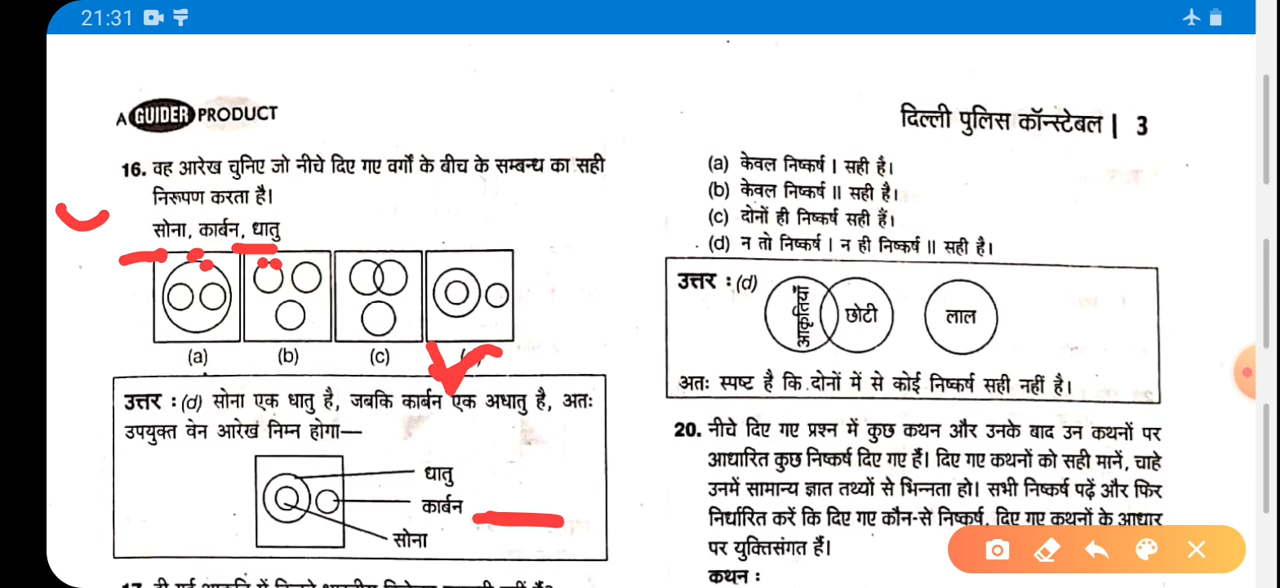 21:31
A GUIDER PRODUCT
दिल्ली पुलिस कॉन्स्टेबल | 3
16. वह आरेख चुनिए जो नीचे दिए गए वर्गों के बीच के सम्बन्ध का सही
निरूपण करता है।
सोना, कार्बन, धातु
(a) (b) (c)
उत्तर : (d) सोना एक धातु है, जबकि कार्बन एक अधातु है, अतः
उपयुक्त वेन आरेख निम्न होगा—
धातु
कार्बन
सोना
(a) केवल निष्कर्ष I सही है।
(b) केवल निष्कर्ष II सही है।
(c) दोनों ही निष्कर्ष सही हैं।
(d) न तो निष्कर्ष I न ही निष्कर्ष II सही है।
उत्तर : (d)
आकृतियाँ
छोटी
लाल
अतः स्पष्ट है कि दोनों में से कोई निष्कर्ष सही नहीं है।
20. नीचे दिए गए प्रश्न में कुछ कथन और उनके बाद उन कथनों पर
आधारित कुछ निष्कर्ष दिए गए हैं। दिए गए कथनों को सही मानें, चाहे
उनमें सामान्य ज्ञात तथ्यों से भिन्नता हो। सभी निष्कर्ष पढ़ें और फिर
निर्धारित करें कि दिए गए कौन-से निष्कर्ष, दिए गए कथनों के आधार
पर युक्तिसंगत हैं।
कथन :